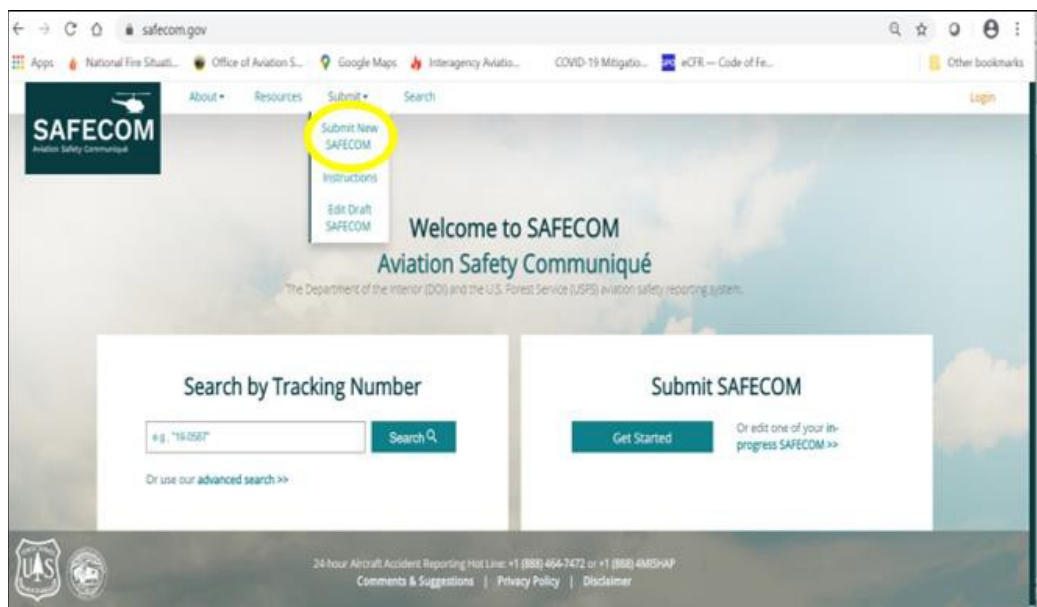 safecom.gov
Apps National Fire Situati... Office of Aviation S... Google Maps Interagency Aviatio... COVID-19 Mitigatio... eCFR — Code of Fe... Other bookmarks
About Resources Submit Search Login
SAFECOM
Aviation Safety Communiqué
Submit New
SAFECOM
Instructions
Edit Draft
SAFECOM
Welcome to SAFECOM
Aviation Safety Communiqué
The Department of the Interior (DOI) and the U.S. Forest Service (USFS) aviation safety reporting system.
Search by Tracking Number
e.g., "19-0587"
Search
Or use our advanced search >>
Submit SAFECOM
Get Started
Or edit one of your in-
progress SAFECOM >>
UAS
24-hour Aircraft Accident Reporting Hot Line: +1 (888) 464-7472 or +1 (888) 4MISHAP
Comments & Suggestions | Privacy Policy | Disclaimer